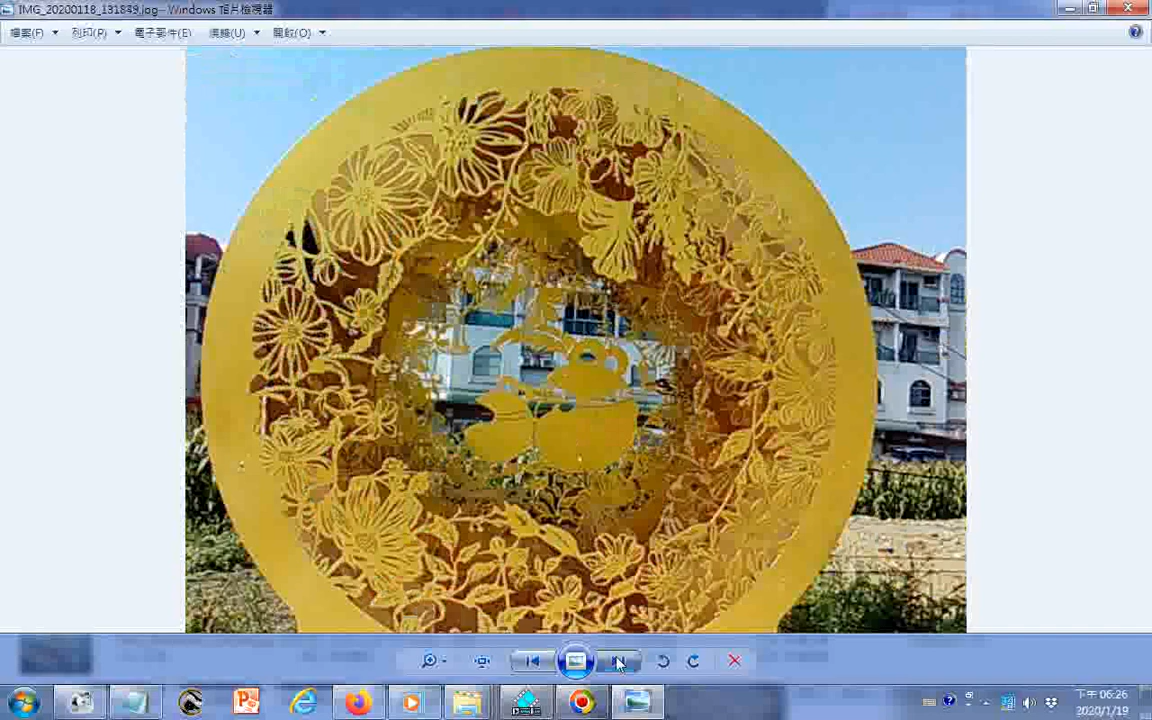 IMG_20200118_131849.jpg - Windows 相片檢視器
檔案(F) 列印(P) 電子郵件(E) 燒錄(U) 開啟(O)
下午 06:26
2020/1/19